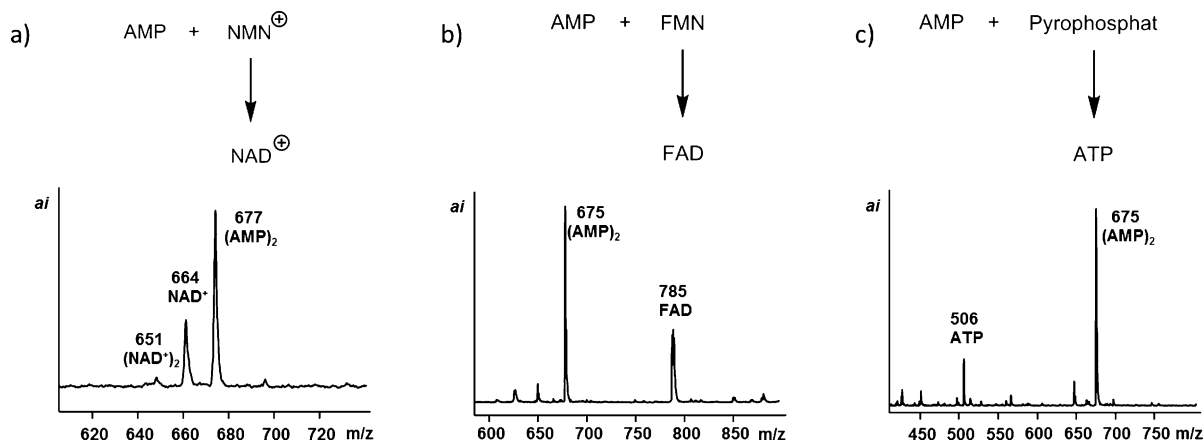 a)
AMP + NMN⊕
NAD⊕
ai
651
(NAD⁺)₂
664
NAD⁺
677
(AMP)₂
620 640 660 680 700 720 m/z
b)
AMP + FMN
FAD
ai
675
(AMP)₂
785
FAD
600 650 700 750 800 850 m/z
c)
AMP + Pyrophosphat
ATP
ai
506
ATP
675
(AMP)₂
450 500 550 600 650 700 750 m/z